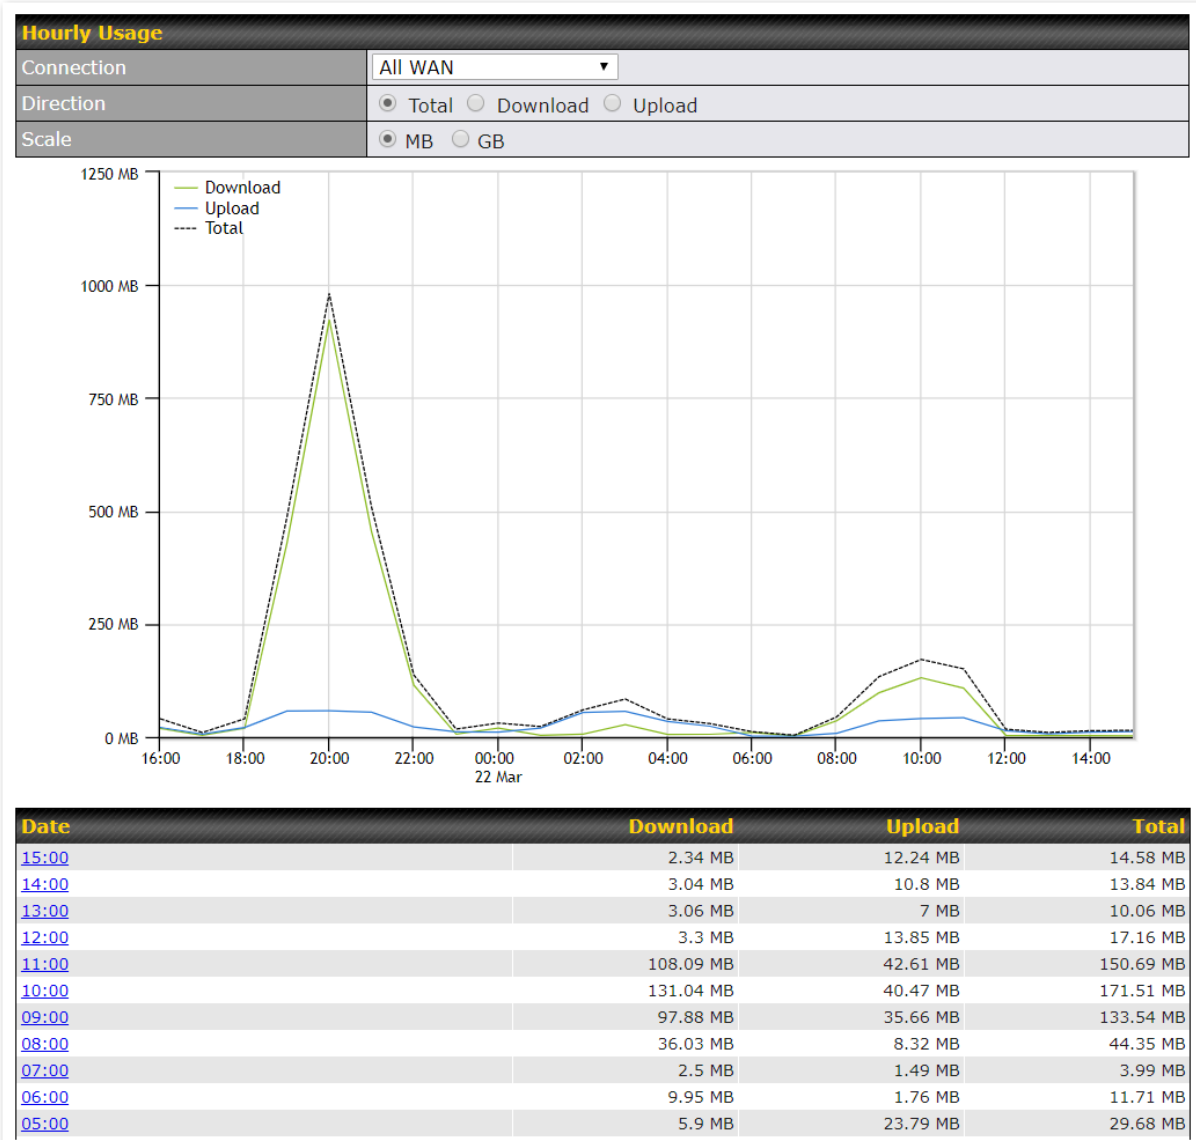 Hourly Usage
Connection All WAN
Direction Total Download Upload
Scale MB GB
1250 MB
Download
Upload
Total
1000 MB
750 MB
500 MB
250 MB
0 MB
16:00 18:00 20:00 22:00 00:00 02:00 04:00 06:00 08:00 10:00 12:00 14:00
22 Mar
Date Download Upload Total
15:00 2.34 MB 12.24 MB 14.58 MB
14:00 3.04 MB 10.8 MB 13.84 MB
13:00 3.06 MB 7 MB 10.06 MB
12:00 3.3 MB 13.85 MB 17.16 MB
11:00 108.09 MB 42.61 MB 150.69 MB
10:00 131.04 MB 40.47 MB 171.51 MB
09:00 97.88 MB 35.66 MB 133.54 MB
08:00 36.03 MB 8.32 MB 44.35 MB
07:00 2.5 MB 1.49 MB 3.99 MB
06:00 9.95 MB 1.76 MB 11.71 MB
05:00 5.9 MB 23.79 MB 29.68 MB